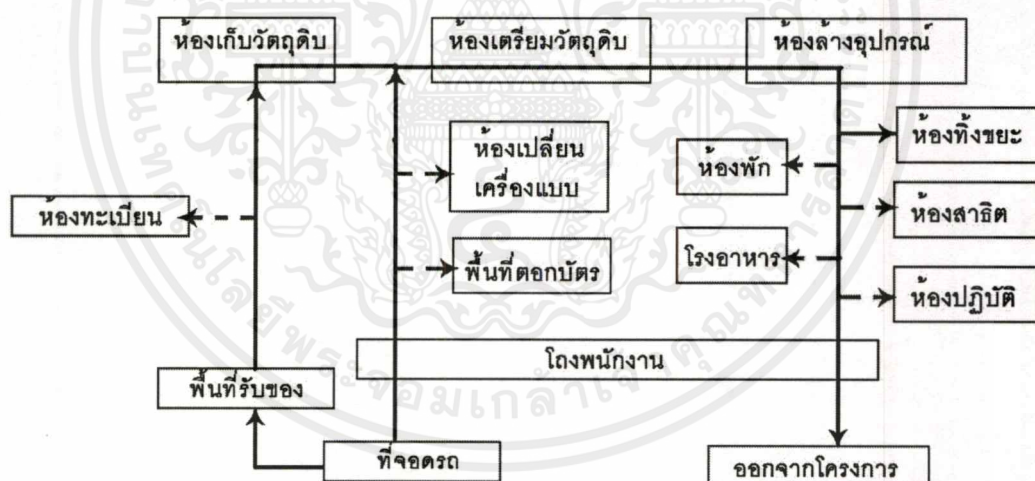 ห้องเก็บวัตถุดิบ
ห้องเตรียมวัตถุดิบ
ห้องล้างอุปกรณ์
ห้องเปลี่ยน
เครื่องแบบ
ห้องพัก
ห้องทิ้งขยะ
ห้องทะเบียน
ห้องสาธิต
พื้นที่ตอกบัตร
โรงอาหาร
ห้องปฏิบัติ
โถงพนักงาน
พื้นที่รับของ
ที่จอดรถ
ออกจากโครงการ